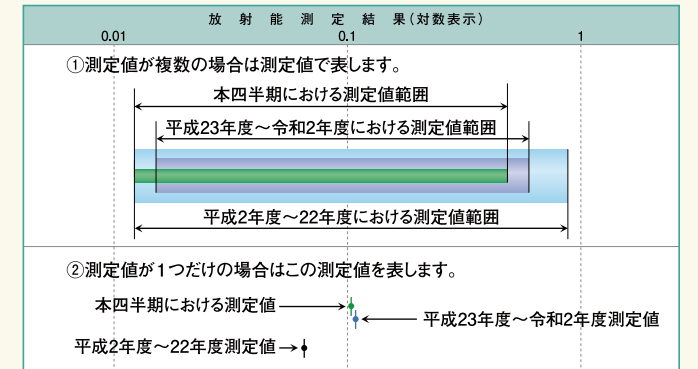 放射能測定結果(対数表示)
0.01 0.1 1
①測定値が複数の場合は測定値で表します。
本四半期における測定値範囲
平成23年度～令和2年度における測定値範囲
平成2年度～22年度における測定値範囲
②測定値が1つだけの場合はこの測定値を表します。
本四半期における測定値
平成23年度～令和2年度測定値
平成2年度～22年度測定値